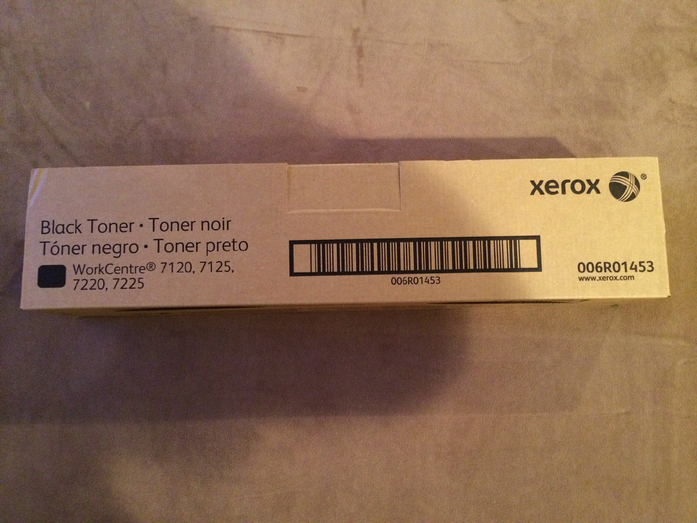 xerox ®
Black Toner • Toner noir
Tóner negro • Toner preto
WorkCentre® 7120, 7125,
7220, 7225
006R01453
006R01453
www.xerox.com